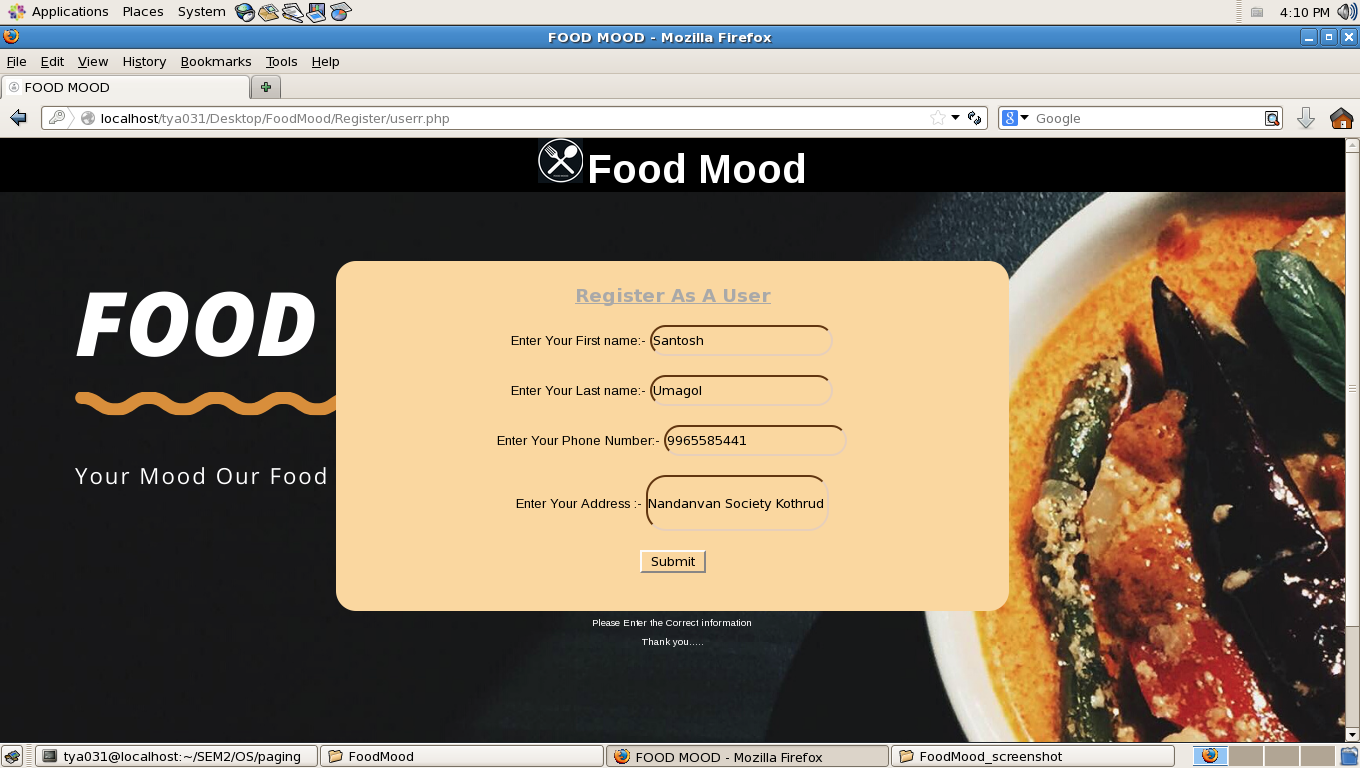 Applications Places System 4:10 PM
FOOD MOOD - Mozilla Firefox
File Edit View History Bookmarks Tools Help
FOOD MOOD
localhost/tya031/Desktop/FoodMood/Register/userr.php
8 Google
Food Mood
FOOD
Your Mood Our Food
Register As A User
Enter Your First name:- Santosh
Enter Your Last name:- Umagol
Enter Your Phone Number:- 9965585441
Enter Your Address :- Nandanvan Society Kothrud
Submit
Please Enter the Correct information
Thank you.....
tya031@localhost:~/SEM2/OS/paging FoodMood FOOD MOOD - Mozilla Firefox FoodMood_screenshot